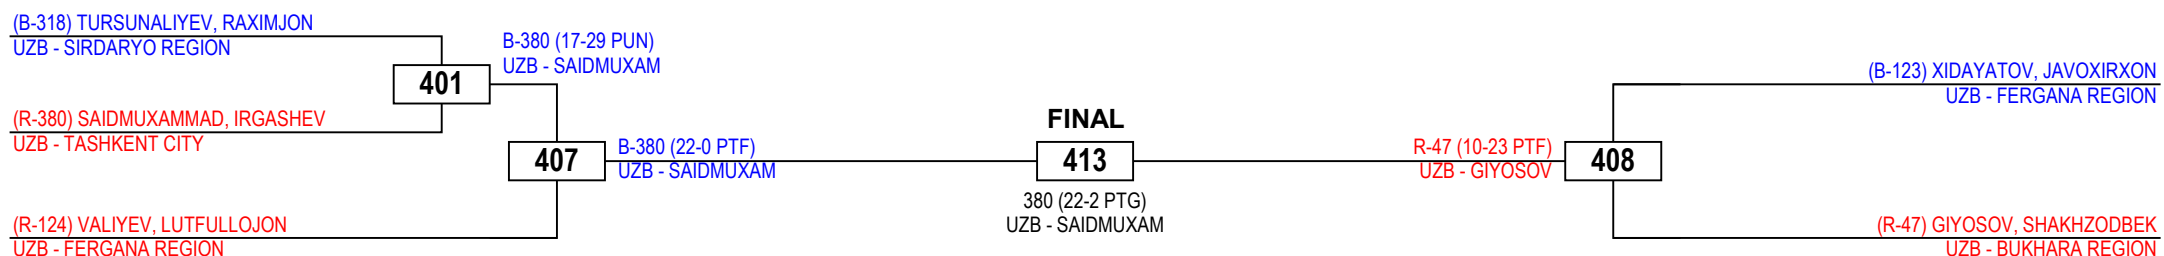 (B-318) TURSUNALIYEV, RAXIMJON
UZB - SIRDARYO REGION
401
(R-380) SAIDMUXAMMAD, IRGASHEV
UZB - TASHKENT CITY
B-380 (17-29 PUN)
UZB - SAIDMUXAM
407
(R-124) VALIYEV, LUTFULLOJON
UZB - FERGANA REGION
B-380 (22-0 PTF)
UZB - SAIDMUXAM
FINAL
413
380 (22-2 PTG)
UZB - SAIDMUXAM
R-47 (10-23 PTF)
UZB - GIYOSOV
408
(B-123) XIDAYATOV, JAVOXIRXON
UZB - FERGANA REGION
(R-47) GIYOSOV, SHAKHZODBEK
UZB - BUKHARA REGION